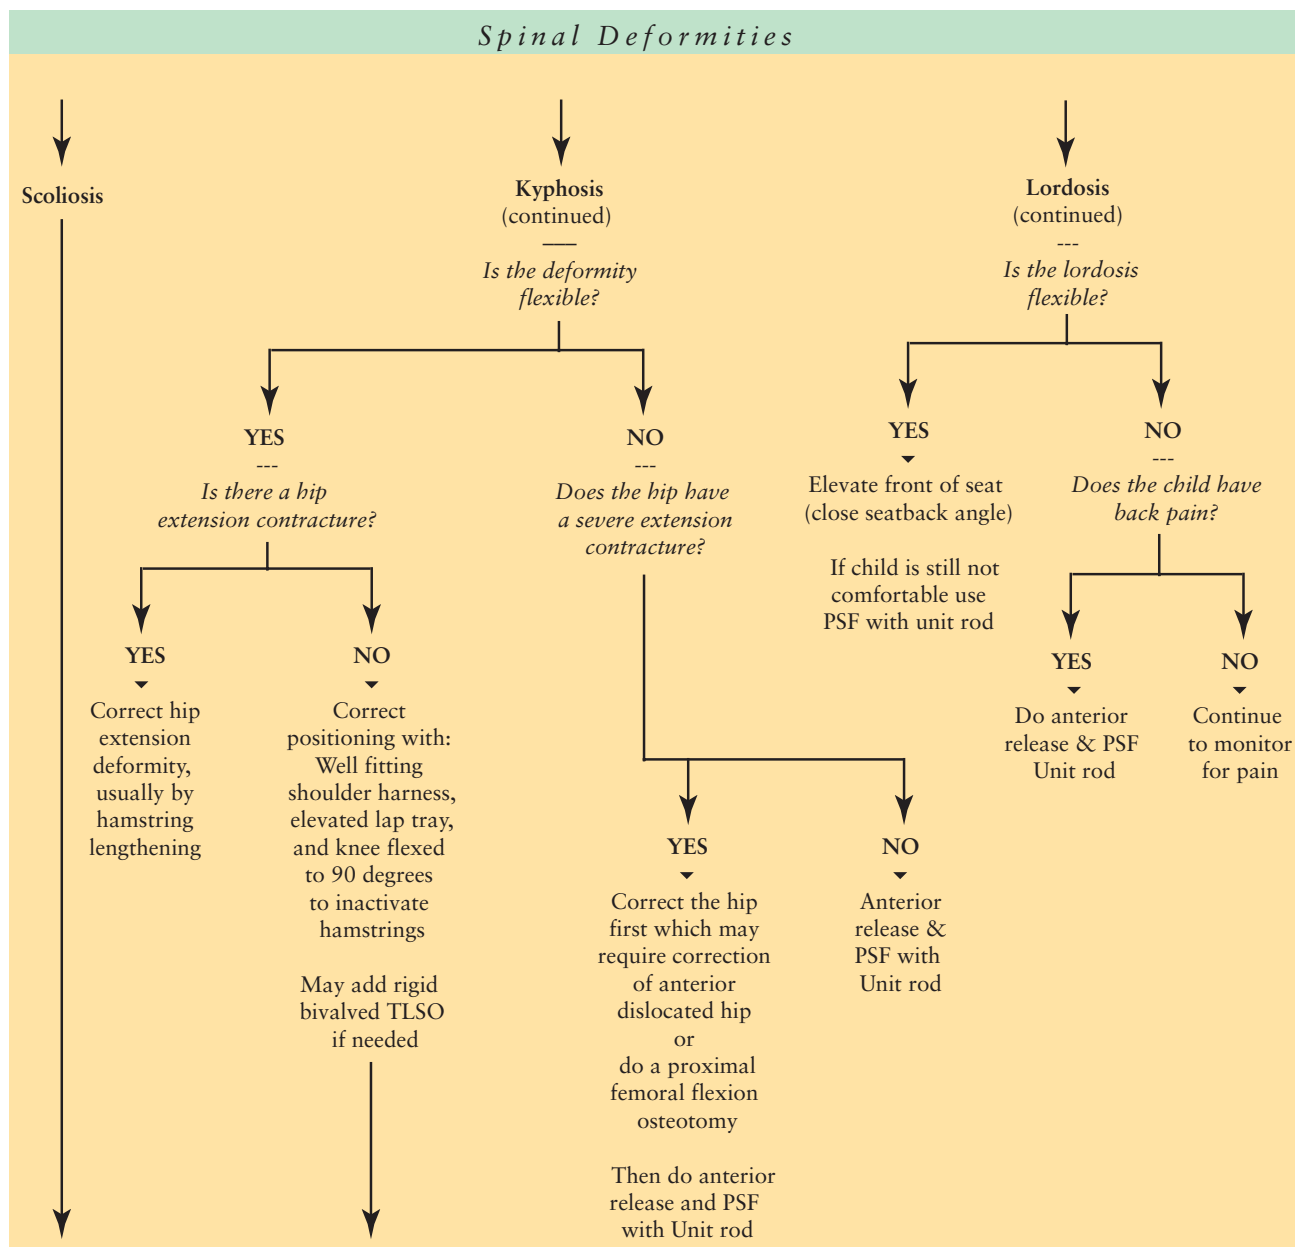 Spinal Deformities
Scoliosis
Kyphosis
(continued)
———
Is the deformity
flexible?
YES
---
Is there a hip
extension contracture?
YES
Correct hip
extension
deformity,
usually by
hamstring
lengthening
NO
Correct
positioning with:
Well fitting
shoulder harness,
elevated lap tray,
and knee flexed
to 90 degrees
to inactivate
hamstrings
May add rigid
bivalved TLSO
if needed
NO
---
Does the hip have
a severe extension
contracture?
YES
Correct the hip
first which may
require correction
of anterior
dislocated hip
or
do a proximal
femoral flexion
osteotomy
Then do anterior
release and PSF
with Unit rod
NO
Anterior
release &
PSF with
Unit rod
Lordosis
(continued)
---
Is the lordosis
flexible?
YES
Elevate front of seat
(close seatback angle)
If child is still not
comfortable use
PSF with unit rod
NO
---
Does the child have
back pain?
YES
Do anterior
release & PSF
Unit rod
NO
Continue
to monitor
for pain